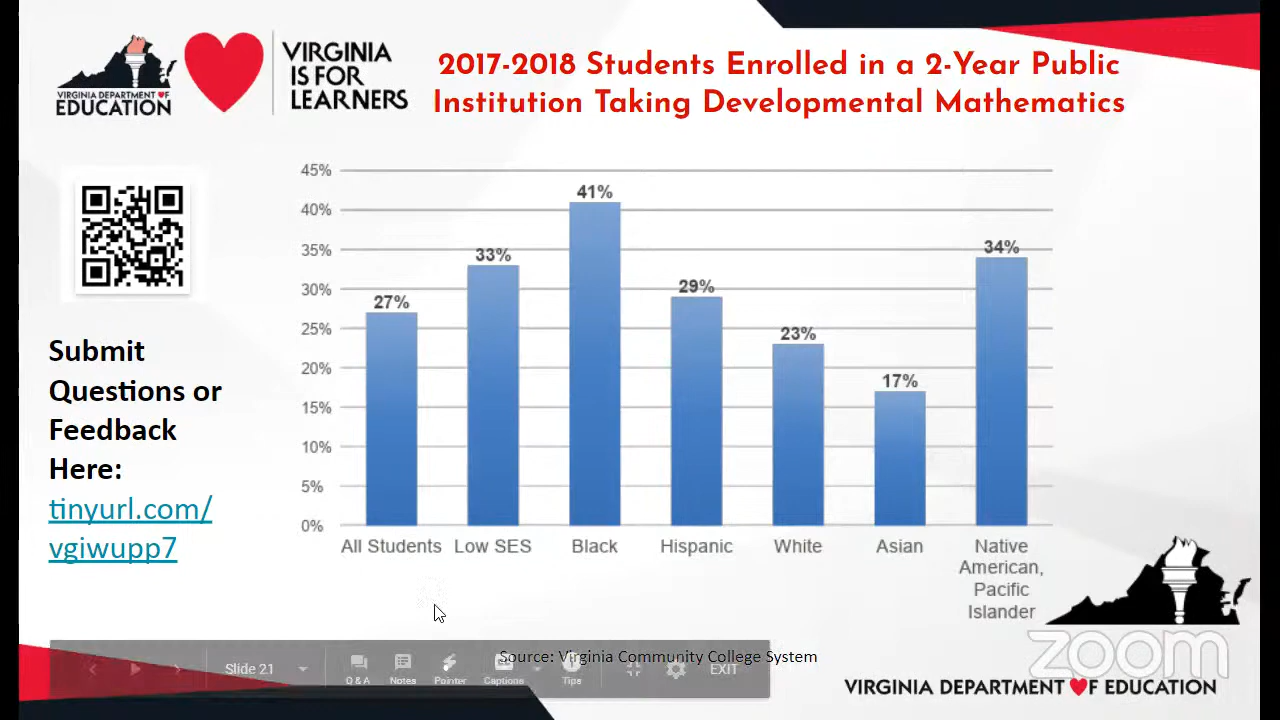 VIRGINIA DEPARTMENT OF
EDUCATION
VIRGINIA
IS FOR
LEARNERS
2017-2018 Students Enrolled in a 2-Year Public
Institution Taking Developmental Mathematics
Submit
Questions or
Feedback
Here:
tinyurl.com/
vgiwupp7
45%
40%
35%
30%
25%
20%
15%
10%
5%
0%
27%
33%
41%
29%
23%
17%
34%
All Students
Low SES
Black
Hispanic
White
Asian
Native
American,
Pacific
Islander
Source: Virginia Community College System
Slide 21
Q & A
Notes
Pointer
Captions
Tips
EXIT
zoom
VIRGINIA DEPARTMENT OF EDUCATION